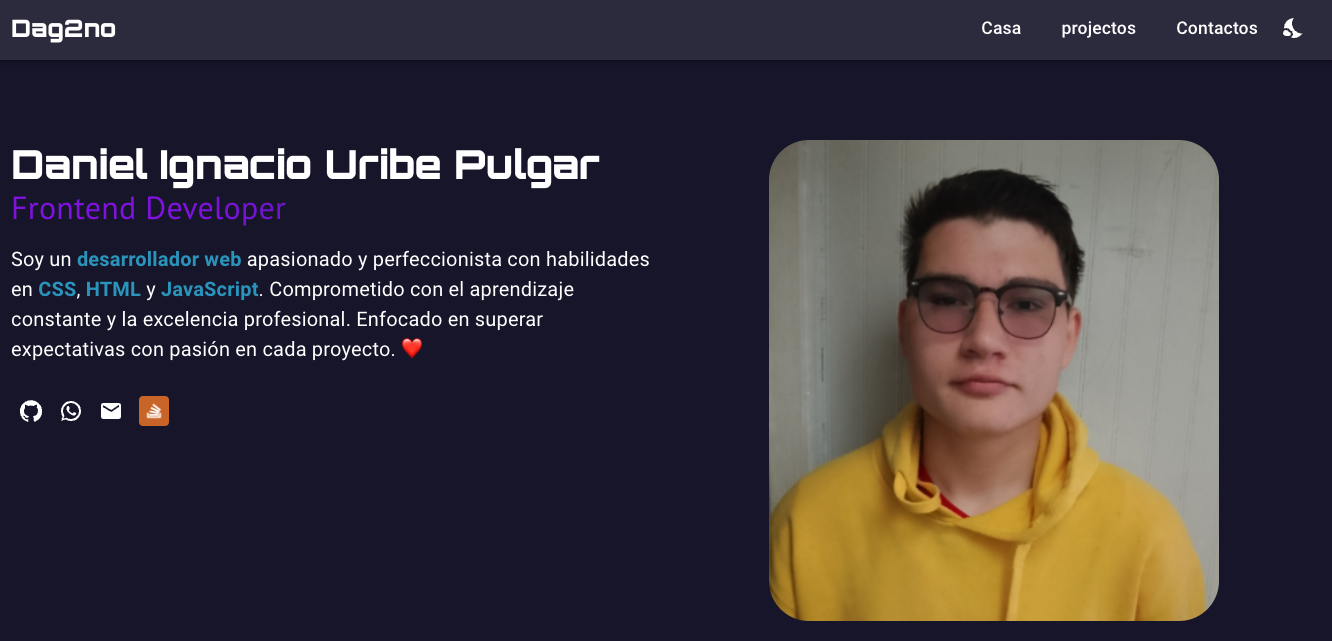 Dag2no
Casa
projectos
Contactos
Daniel Ignacio Uribe Pulgar
Frontend Developer
Soy un desarrollador web apasionado y perfeccionista con habilidades
en CSS, HTML y JavaScript. Comprometido con el aprendizaje
constante y la excelencia profesional. Enfocado en superar
expectativas con pasión en cada proyecto. ❤️